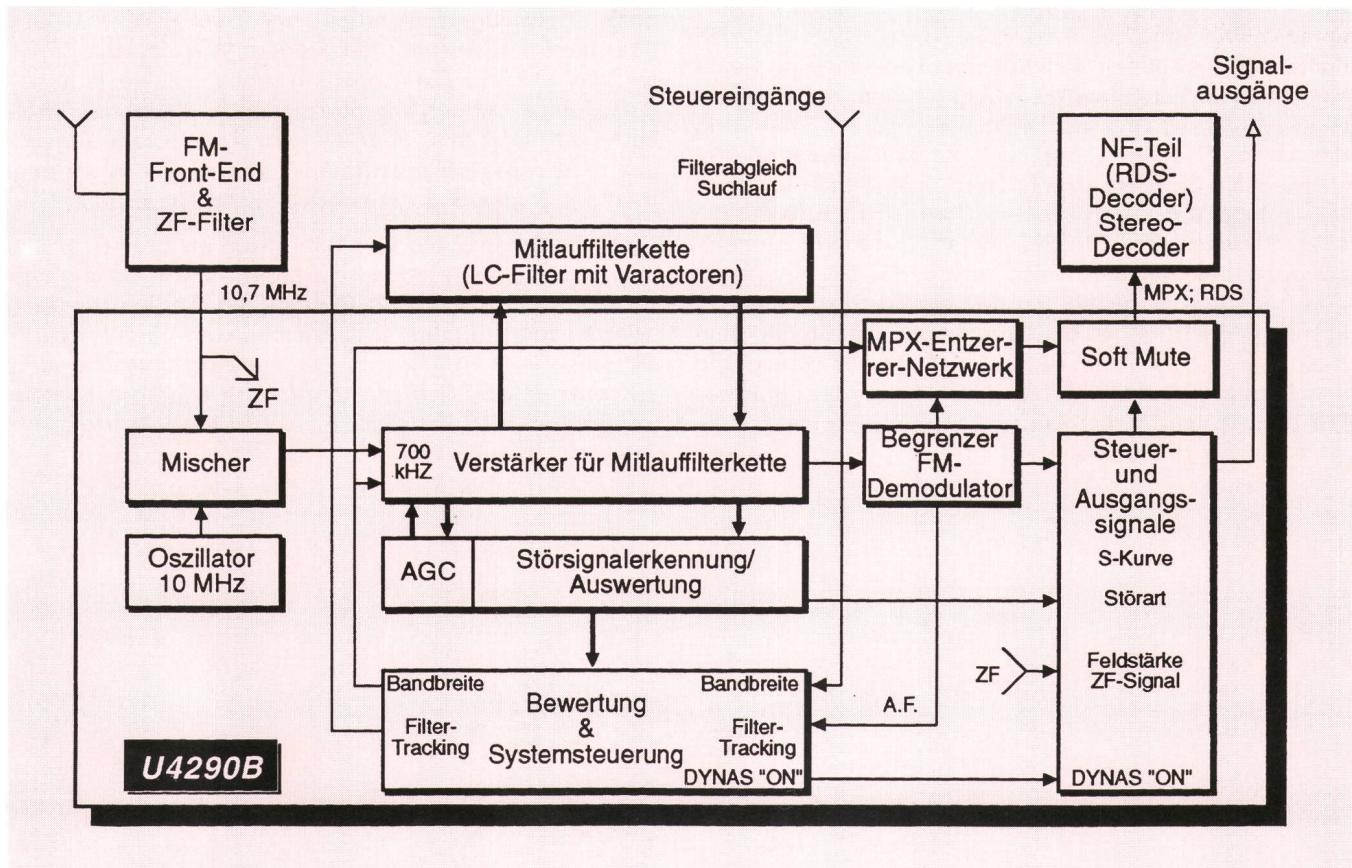 FM-
Front-End
&
ZF-Filter
10,7 MHz
ZF
Steuereingänge
Filterabgleich
Suchlauf
Signal-
ausgänge
NF-Teil
(RDS-
Decoder)
Stereo-
Decoder
MPX; RDS
Mitlauffilterkette
(LC-Filter mit Varactoren)
MPX-Entzer-
rer-Netzwerk
Soft Mute
Mischer
700
kHZ
Verstärker für Mitlauffilterkette
Begrenzer
FM-
Demodulator
Steuer-
und
Ausgangs-
signale
S-Kurve
Störart
Feldstärke
ZF-Signal
DYNAS "ON"
Oszillator
10 MHz
AGC
Störsignalerkennung/
Auswertung
ZF
A.F.
Bandbreite
Filter-
Tracking
Bewertung
&
Systemsteuerung
Bandbreite
Filter-
Tracking
DYNAS "ON"
U4290B